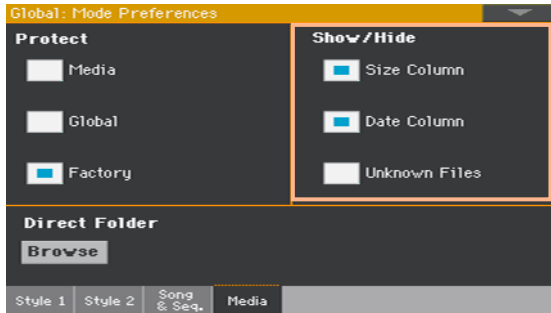 Global: Mode Preferences
Protect
Media
Global
Factory
Show/Hide
Size Column
Date Column
Unknown Files
Direct Folder
Browse
Style 1
Style 2
Song
& Seq.
Media